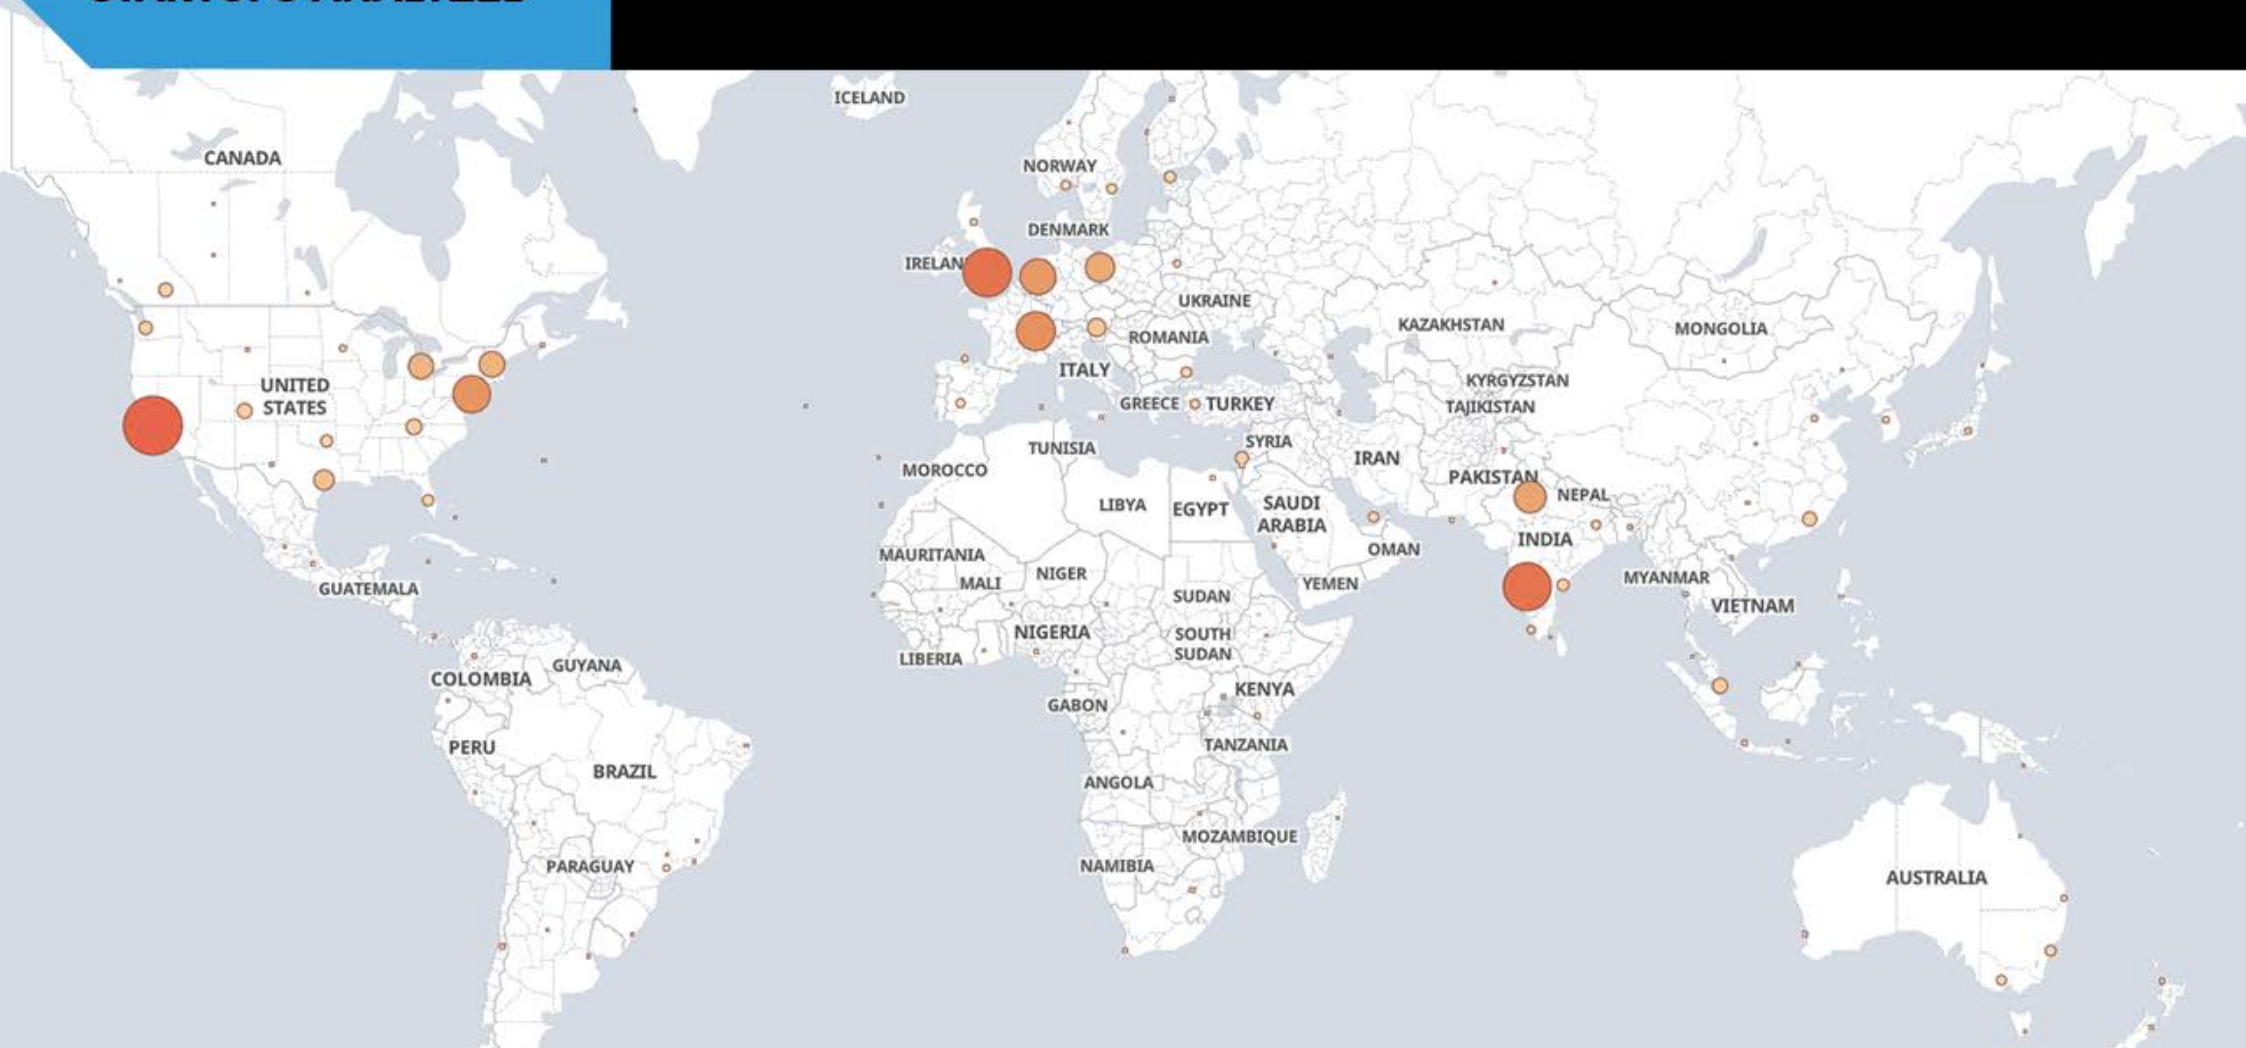 ICELAND
CANADA
NORWAY
DENMARK
IRELAN
UKRAINE
KAZAKHSTAN
MONGOLIA
ROMANIA
ITALY
KYRGYZSTAN
UNITED
STATES
GREECE
TURKEY
TAJIKISTAN
SYRIA
TUNISIA
IRAN
MOROCCO
PAKISTAN
NEPAL
LIBYA
EGYPT
SAUDI
ARABIA
INDIA
OMAN
MAURITANIA
MALI
NIGER
YEMEN
MYANMAR
GUATEMALA
SUDAN
VIETNAM
NIGERIA
SOUTH
SUDAN
LIBERIA
GUYANA
COLOMBIA
KENYA
GABON
PERU
TANZANIA
BRAZIL
ANGOLA
MOZAMBIQUE
PARAGUAY
NAMIBIA
AUSTRALIA